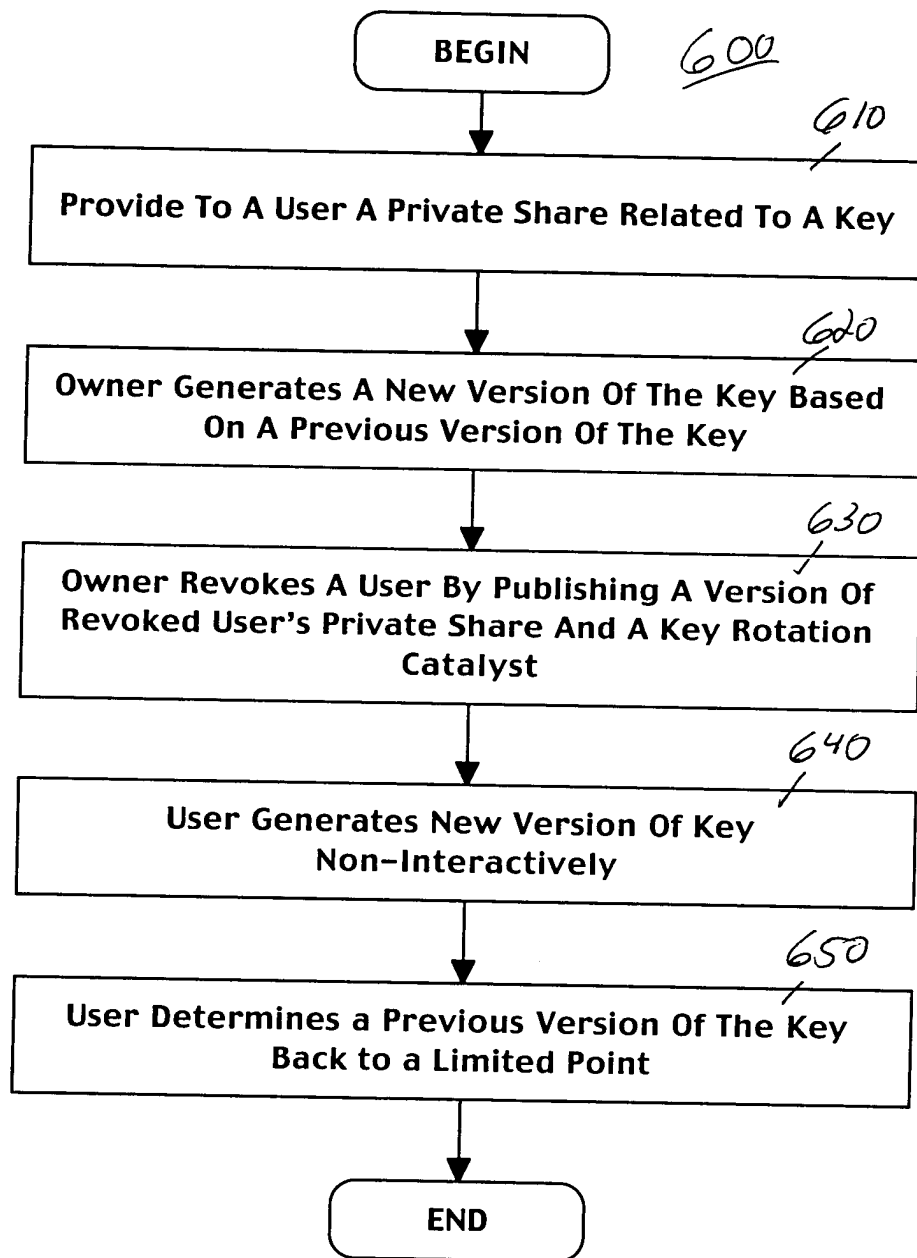 BEGIN
600
610
Provide To A User A Private Share Related To A Key
620
Owner Generates A New Version Of The Key Based
On A Previous Version Of The Key
630
Owner Revokes A User By Publishing A Version Of
Revoked User's Private Share And A Key Rotation
Catalyst
640
User Generates New Version Of Key
Non-Interactively
650
User Determines a Previous Version Of The Key
Back to a Limited Point
END